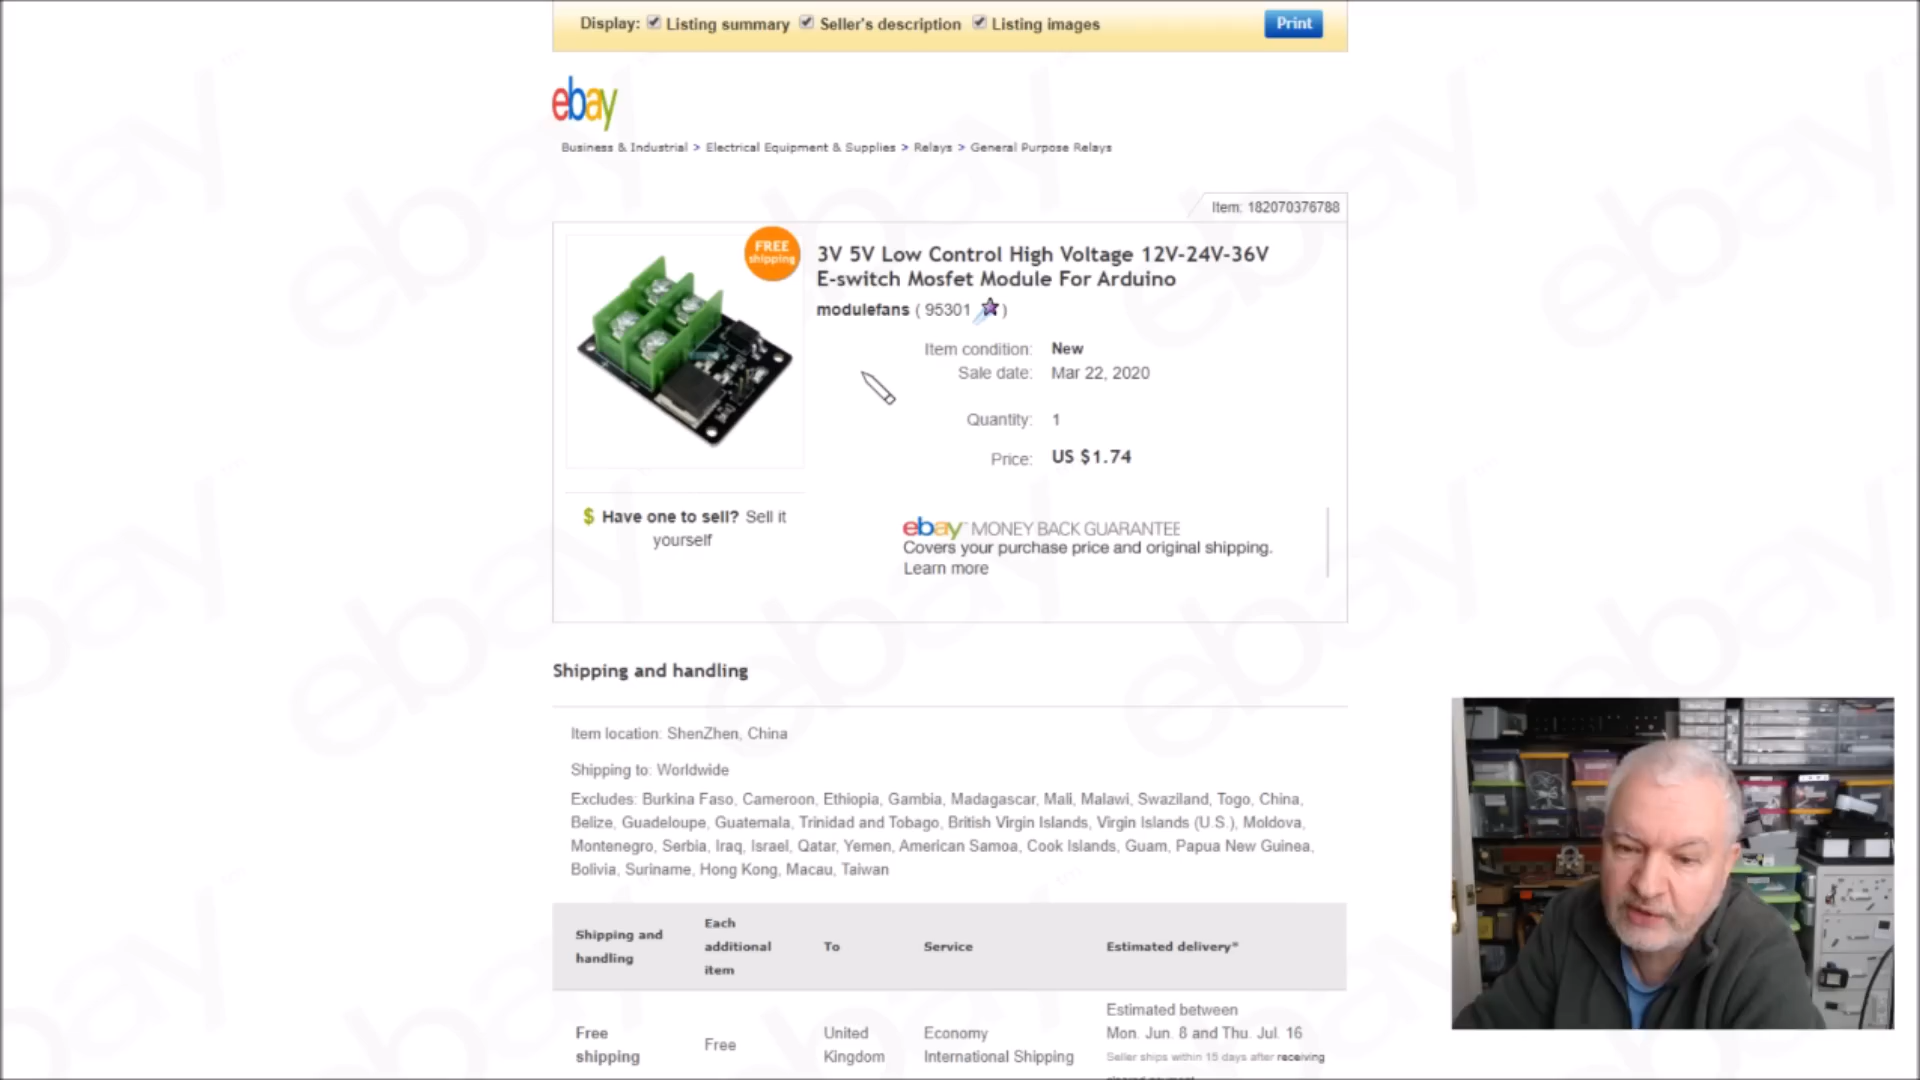 Display: Listing summary Seller's description Listing images Print
ebay
Business & Industrial > Electrical Equipment & Supplies > Relays > General Purpose Relays
Item: 182070376788
FREE
shipping
3V 5V Low Control High Voltage 12V-24V-36V
E-switch Mosfet Module For Arduino
modulefans ( 95301 )
Item condition: New
Sale date: Mar 22, 2020
Quantity: 1
Price: US $1.74
$ Have one to sell? Sell it
yourself
ebay™ MONEY BACK GUARANTEE
Covers your purchase price and original shipping.
Learn more
Shipping and handling
Item location: ShenZhen, China
Shipping to: Worldwide
Excludes: Burkina Faso, Cameroon, Ethiopia, Gambia, Madagascar, Mali, Malawi, Swaziland, Togo, China,
Belize, Guadeloupe, Guatemala, Trinidad and Tobago, British Virgin Islands, Virgin Islands (U.S.), Moldova,
Montenegro, Serbia, Iraq, Israel, Qatar, Yemen, American Samoa, Cook Islands, Guam, Papua New Guinea,
Bolivia, Suriname, Hong Kong, Macau, Taiwan
Shipping and
handling
Each
additional
item
To
Service
Estimated delivery*
Free
shipping
Free
United
Kingdom
Economy
International Shipping
Estimated between
Mon. Jun. 8 and Thu. Jul. 16
Seller ships within 15 days after receiving